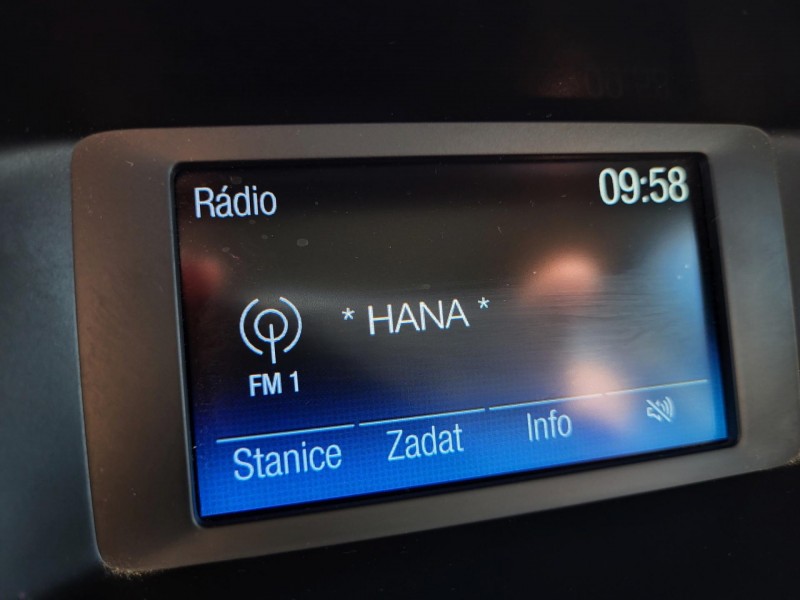 Rádio 09:58
* HANA *
FM 1
Stanice Zadat Info